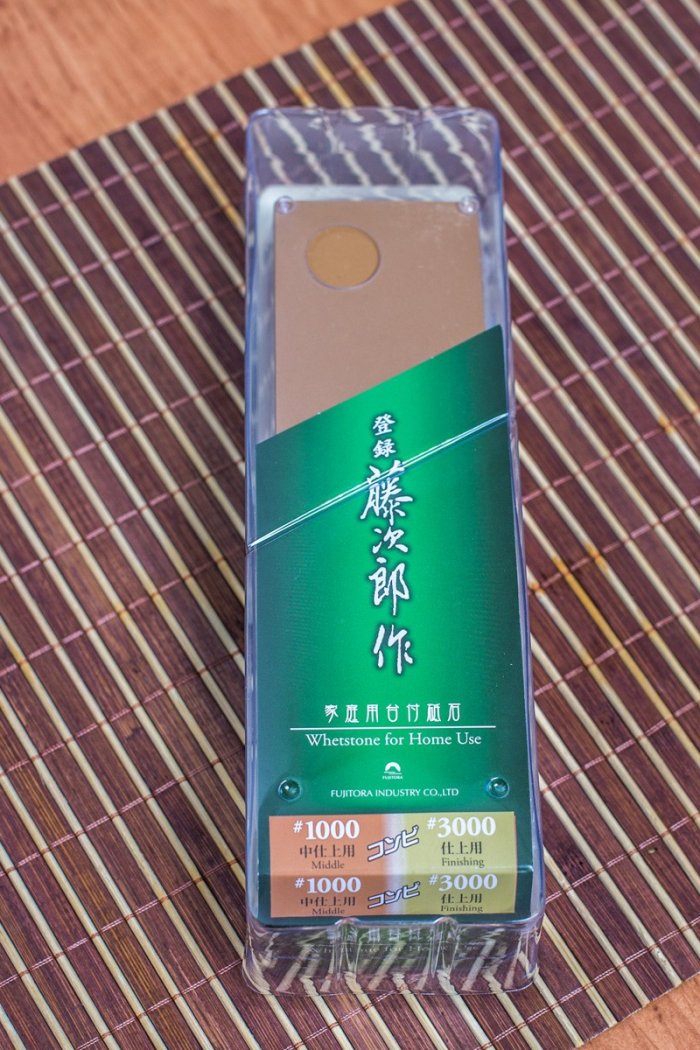 登録
藤次郎作
家庭用台付砥石
Whetstone for Home Use
FUJITORA
FUJITORA INDUSTRY CO.,LTD
#1000 コンビ #3000
中仕上用 仕上用
Middle Finishing
#1000 コンビ #3000
中仕上用 仕上用
Middle Finishing